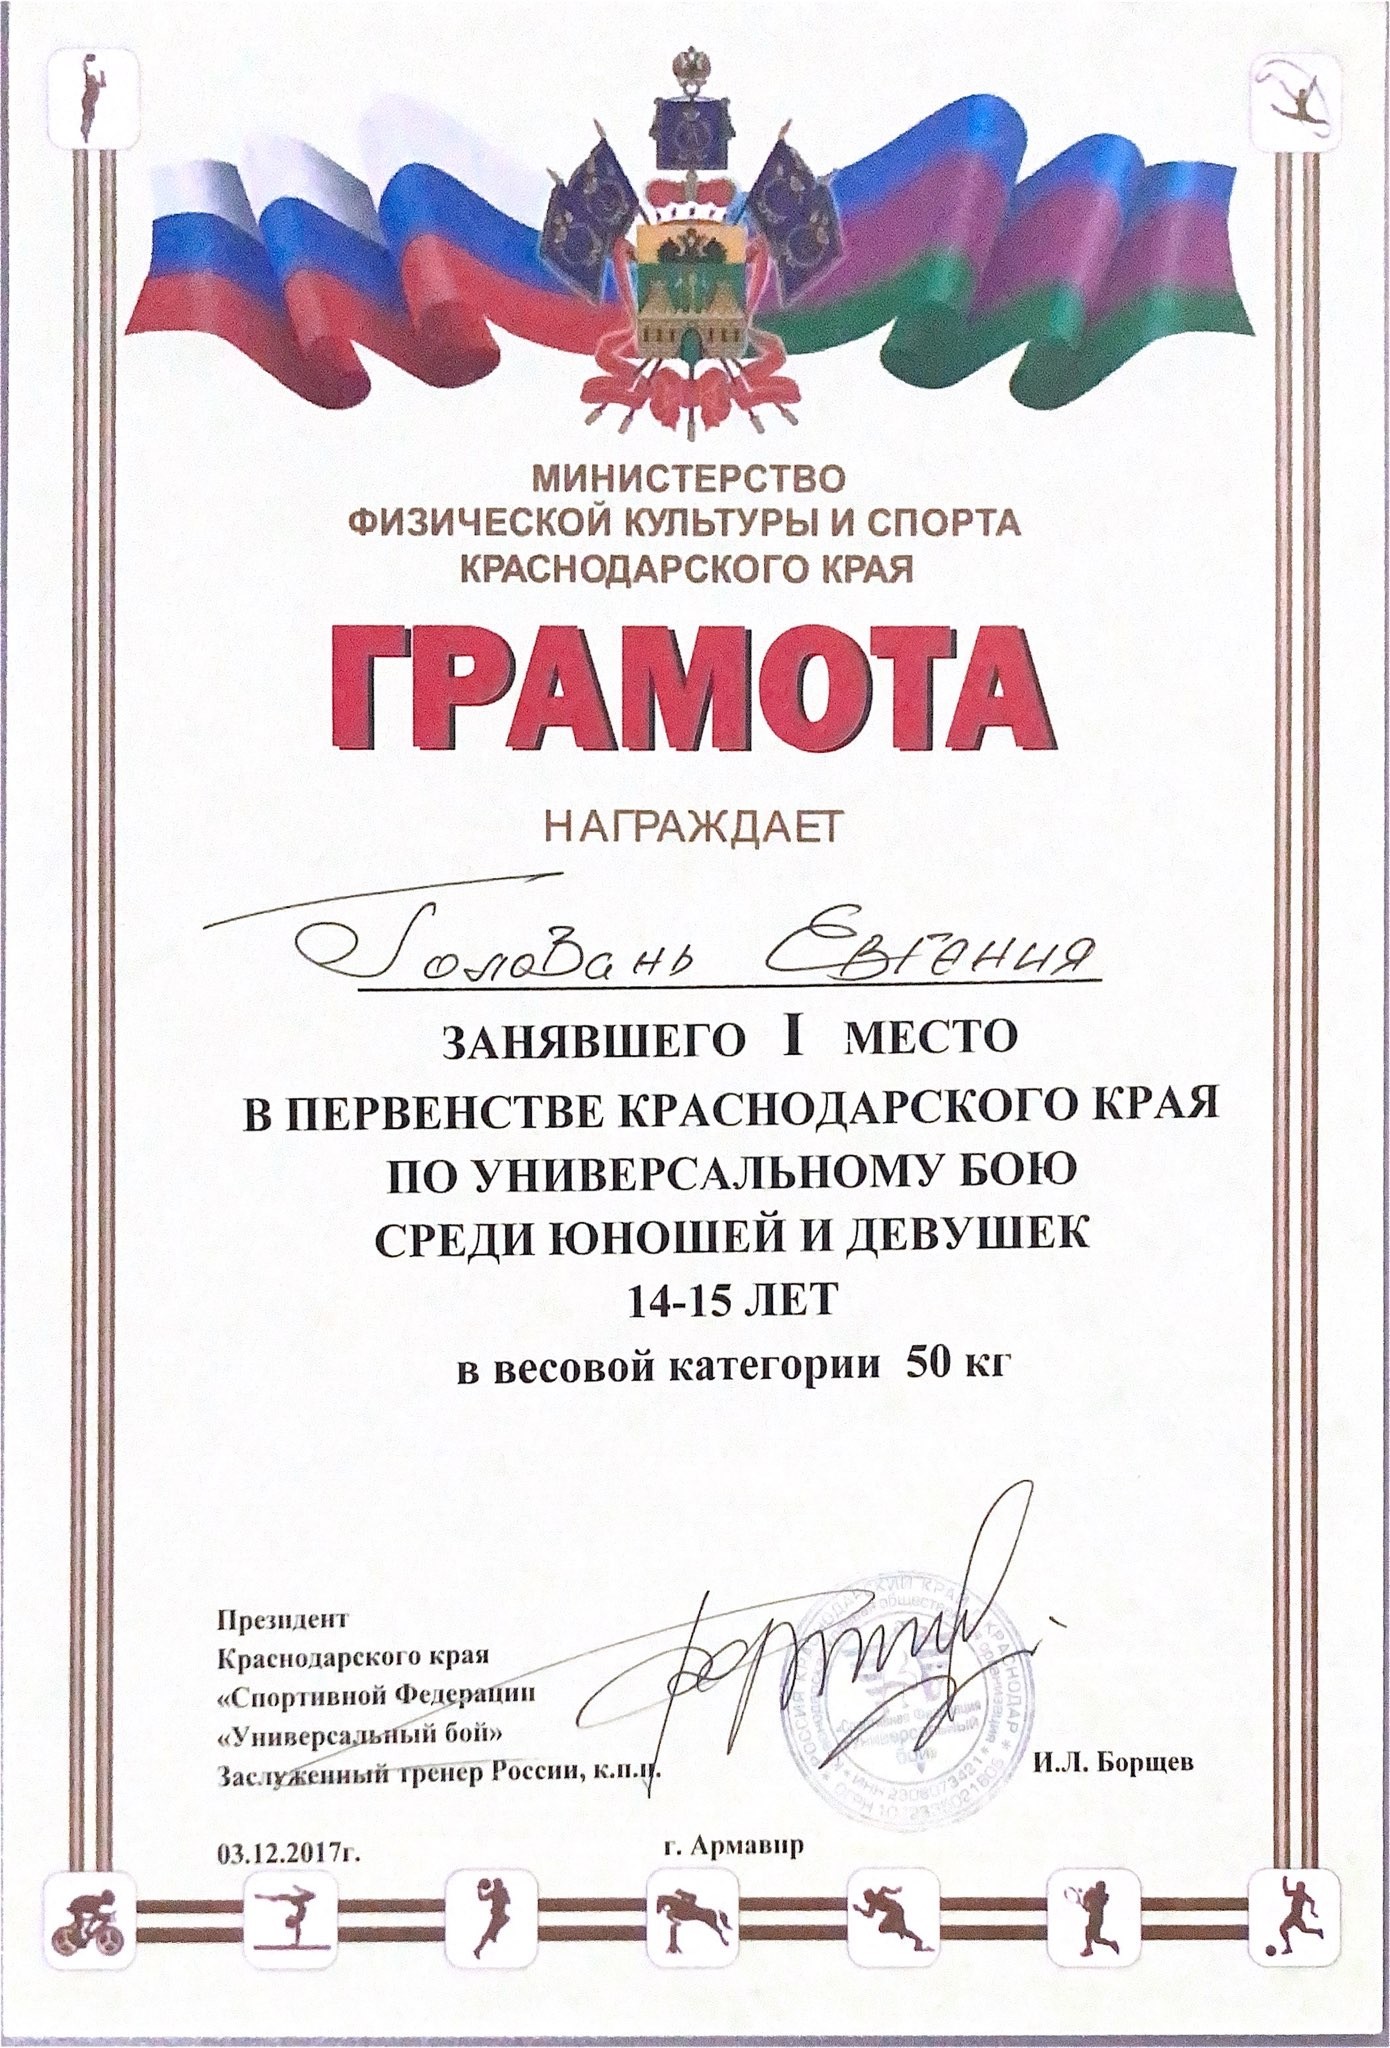 МИНИСТЕРСТВО
ФИЗИЧЕСКОЙ КУЛЬТУРЫ И СПОРТА
КРАСНОДАРСКОГО КРАЯ
ГРАМОТА
НАГРАЖДАЕТ
Головань Евгения
ЗАНЯВШЕГО I МЕСТО
В ПЕРВЕНСТВЕ КРАСНОДАРСКОГО КРАЯ
ПО УНИВЕРСАЛЬНОМУ БОЮ
СРЕДИ ЮНОШЕЙ И ДЕВУШЕК
14-15 ЛЕТ
в весовой категории 50 кг
Президент
Краснодарского края
«Спортивной Федерации
«Универсальный бой»
Заслуженный тренер России, к.п.н.
И.Л. Борщев
03.12.2017г.
г. Армавир